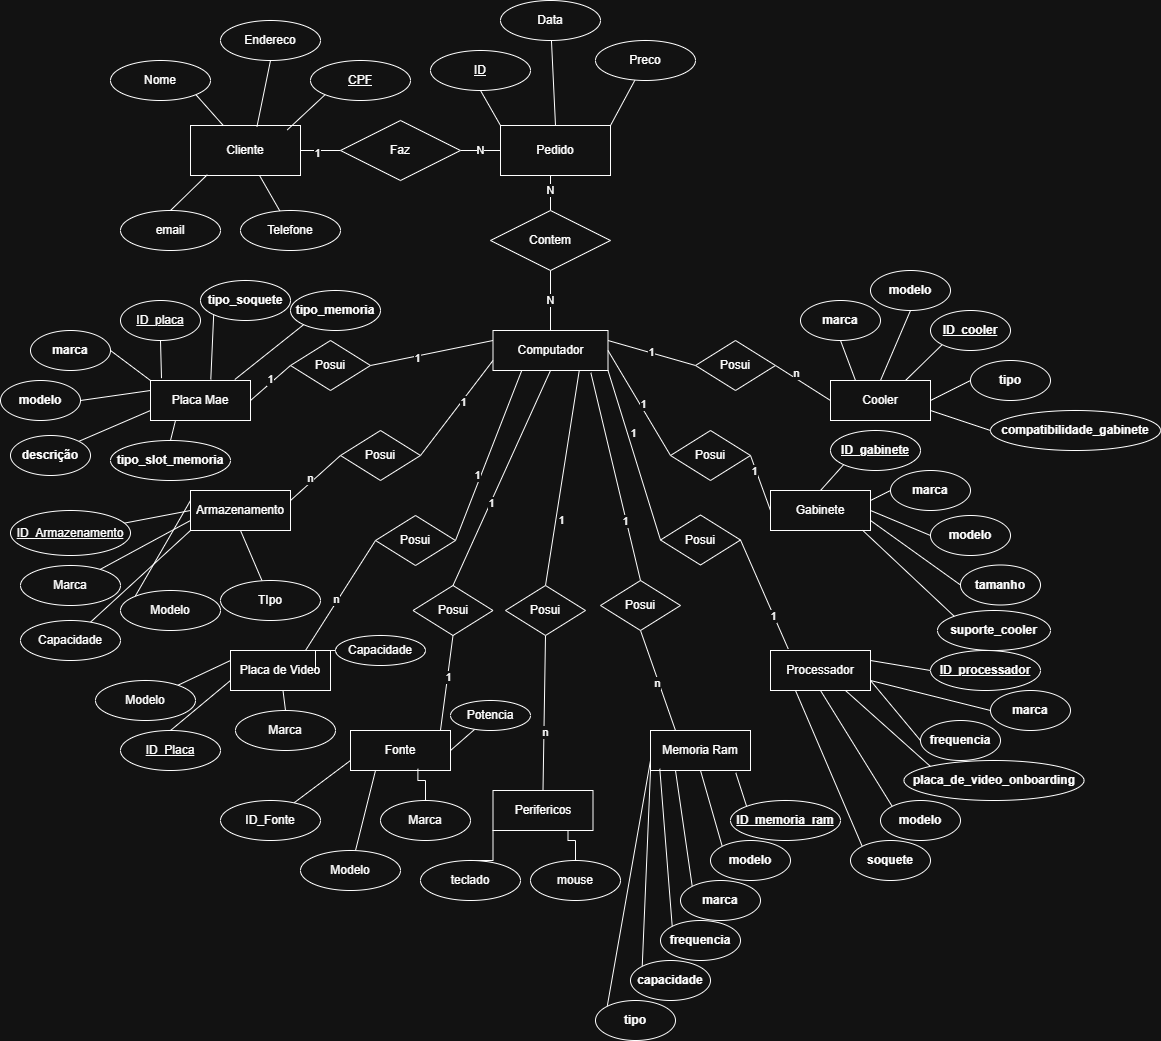 Data
Endereco
ID
Preco
Nome
CPF
Cliente
1
Faz
N
Pedido
N
email
Telefone
Contem
N
tipo_soquete
ID_placa
tipo_memoria
marca
modelo
Placa Mae
descrição
tipo_slot_memoria
1
Posui
1
Computador
1
Posui
n
modelo
marca
ID_cooler
tipo
Cooler
compatibilidade_gabinete
1
Posui
n
Armazenamento
ID_Armazenamento
Marca
Modelo
TIpo
Capacidade
1
Posui
1
ID_gabinete
marca
Gabinete
modelo
tamanho
suporte_cooler
1
Posui
n
Placa de Video
Capacidade
Modelo
Marca
ID_Placa
1
Posui
1
Fonte
Potencia
ID_Fonte
Marca
Modelo
1
Posui
n
Perifericos
teclado
mouse
1
Posui
n
Memoria Ram
ID_memoria_ram
modelo
marca
frequencia
capacidade
tipo
1
Posui
1
Processador
ID_processador
marca
frequencia
placa_de_video_onboarding
modelo
soquete